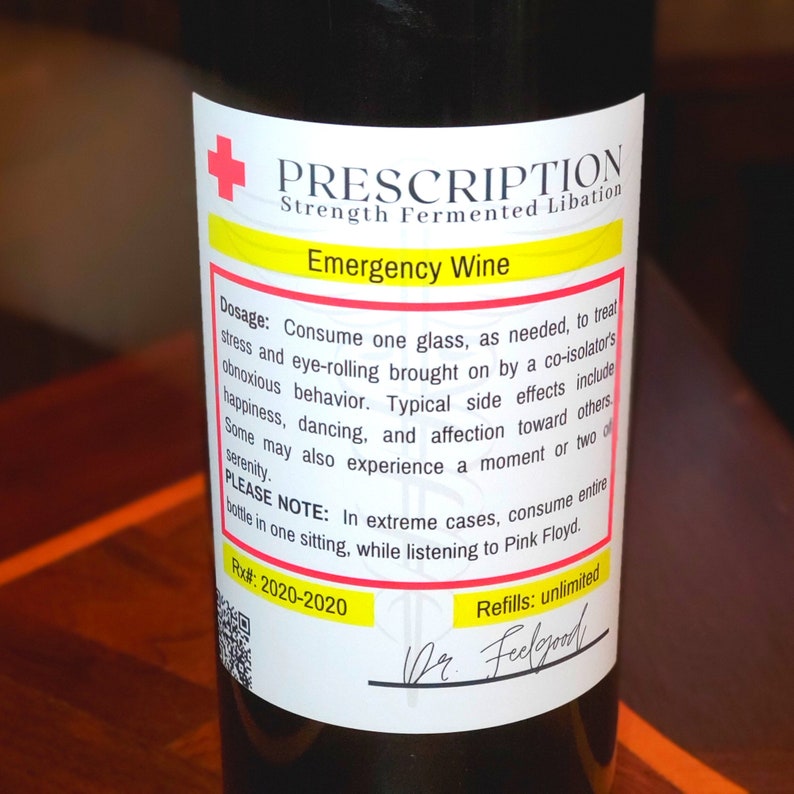 PRESCRIPTION
Strength Fermented Libation
Emergency Wine
Dosage: Consume one glass, as needed, to treat
stress and eye-rolling brought on by a co-isolator's
obnoxious behavior. Typical side effects include
happiness, dancing, and affection toward others.
Some may also experience a moment or two of
serenity.
PLEASE NOTE: In extreme cases, consume entire
bottle in one sitting, while listening to Pink Floyd.
Rx#: 2020-2020
Refills: unlimited
Dr. Feelgood